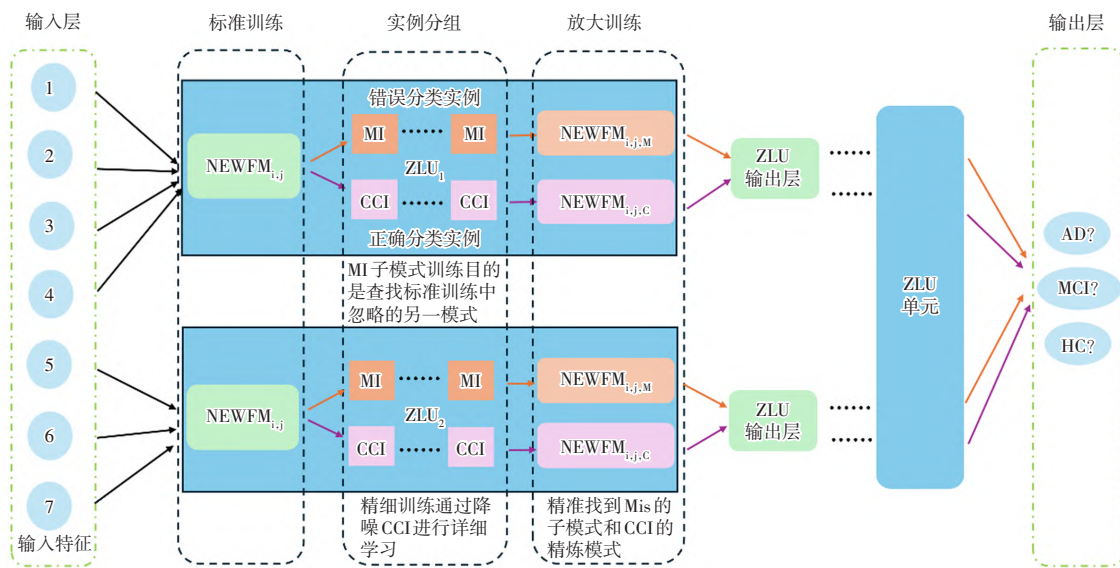 输入层
标准训练
实例分组
放大训练
输出层
1
2
3
4
5
6
7
输入特征
错误分类实例
NEWFMi,j
MI ······ MI
ZLU1
CCI ······ CCI
正确分类实例
NEWFMi,j,M
NEWFMi,j,C
MI子模式训练目的
是查找标准训练中
忽略的另一模式
ZLU
输出层
······
······
NEWFMi,j
MI ······ MI
ZLU2
CCI ······ CCI
NEWFMi,j,M
NEWFMi,j,C
精细训练通过降
噪CCI进行详细
学习
精准找到Mis的
子模式和CCI的
精炼模式
ZLU
输出层
······
······
ZLU
单元
AD?
MCI?
HC?